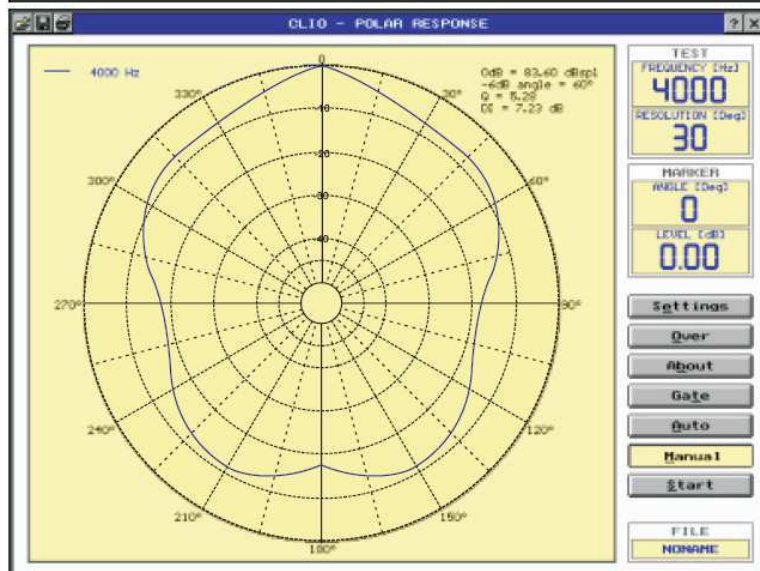 CLIO - POLAR RESPONSE
? ×
4000 Hz
0dB = 83.60 dBspl
-6dB angle = 60°
Q = 5.28
DI = 7.23 dB
0
330°
30°
-10
-20
300°
60°
-30
-40
270°
90°
240°
120°
210°
150°
180°
TEST
FREQUENCY [Hz]
4000
RESOLUTION [Deg]
30
MARKER
ANGLE [Deg]
0
LEVEL [dB]
0.00
Settings
Over
About
Gate
Auto
Manual
Start
FILE
NONAME